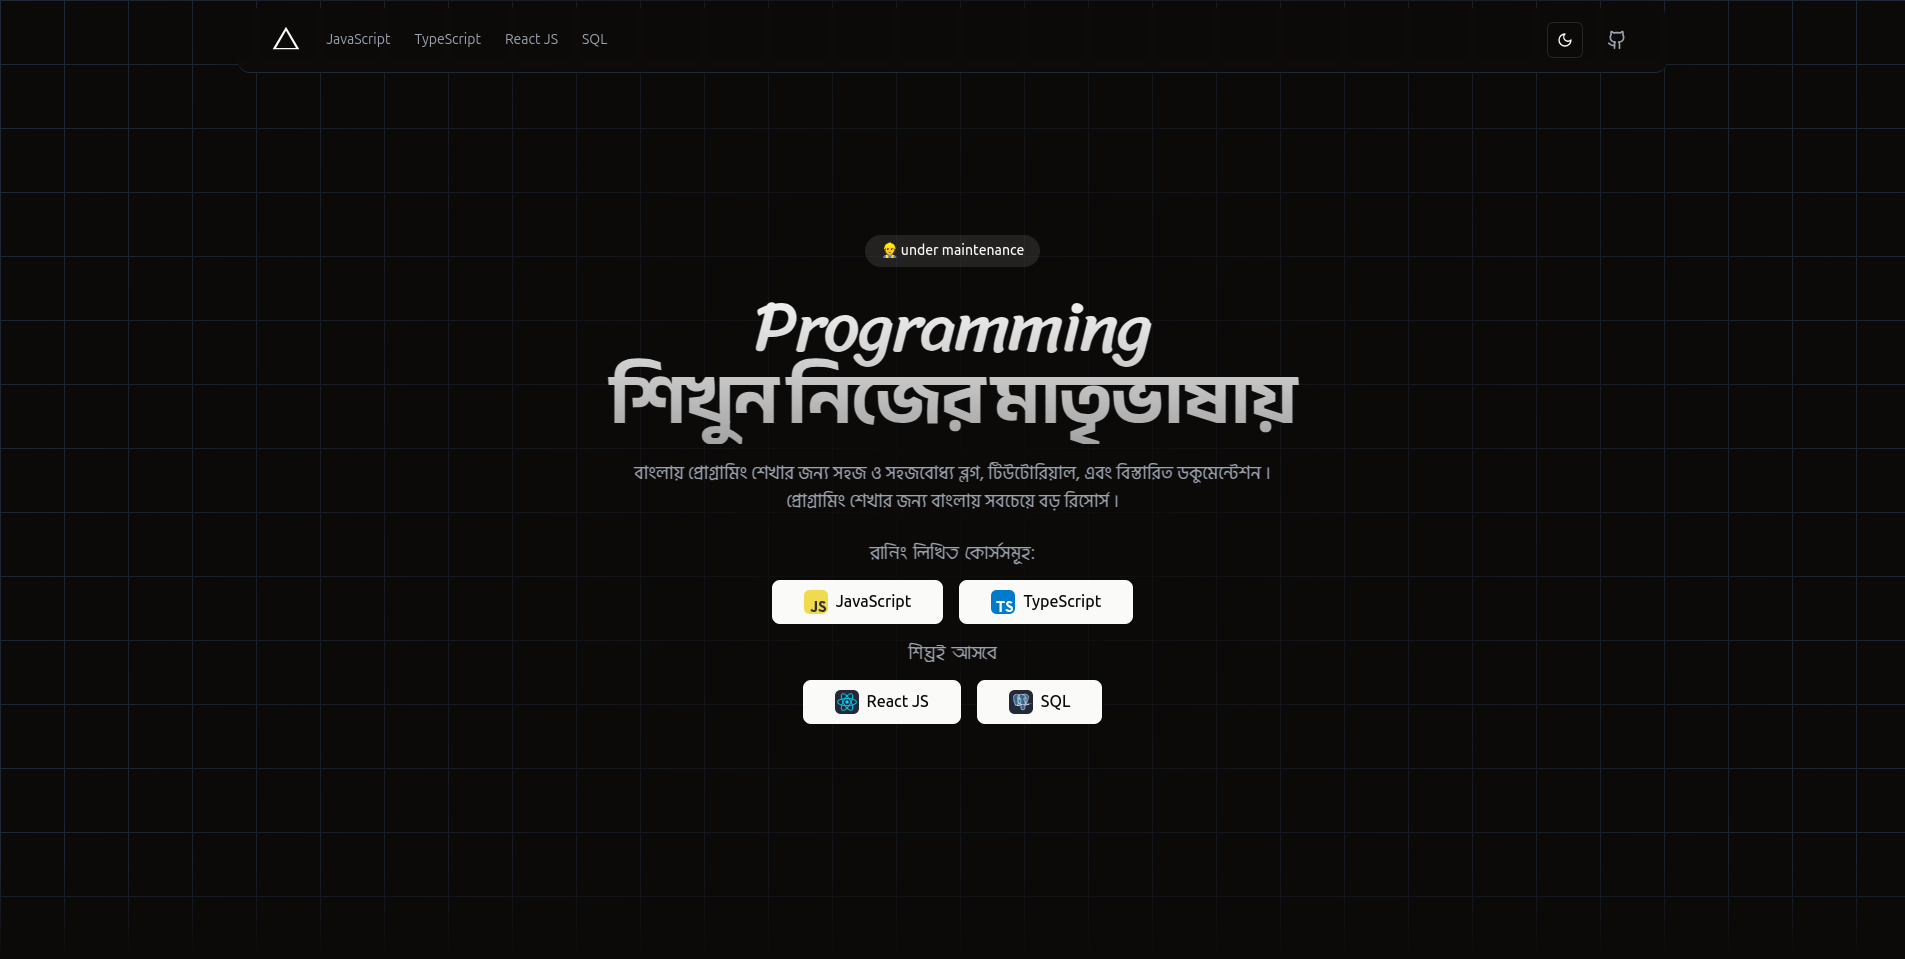 JavaScript TypeScript React JS SQL
👷 under maintenance
Programming
শিখুন নিজের মাতৃভাষায়
বাংলায় প্রোগ্রামিং শেখার জন্য সহজ ও সহজবোধ্য ব্লগ, টিউটোরিয়াল, এবং বিস্তারিত ডকুমেন্টেশন।
প্রোগ্রামিং শেখার জন্য বাংলায় সবচেয়ে বড় রিসোর্স।
রানিং লিখিত কোর্সসমূহ:
JS JavaScript TS TypeScript
শিঘ্রই আসবে
React JS SQL